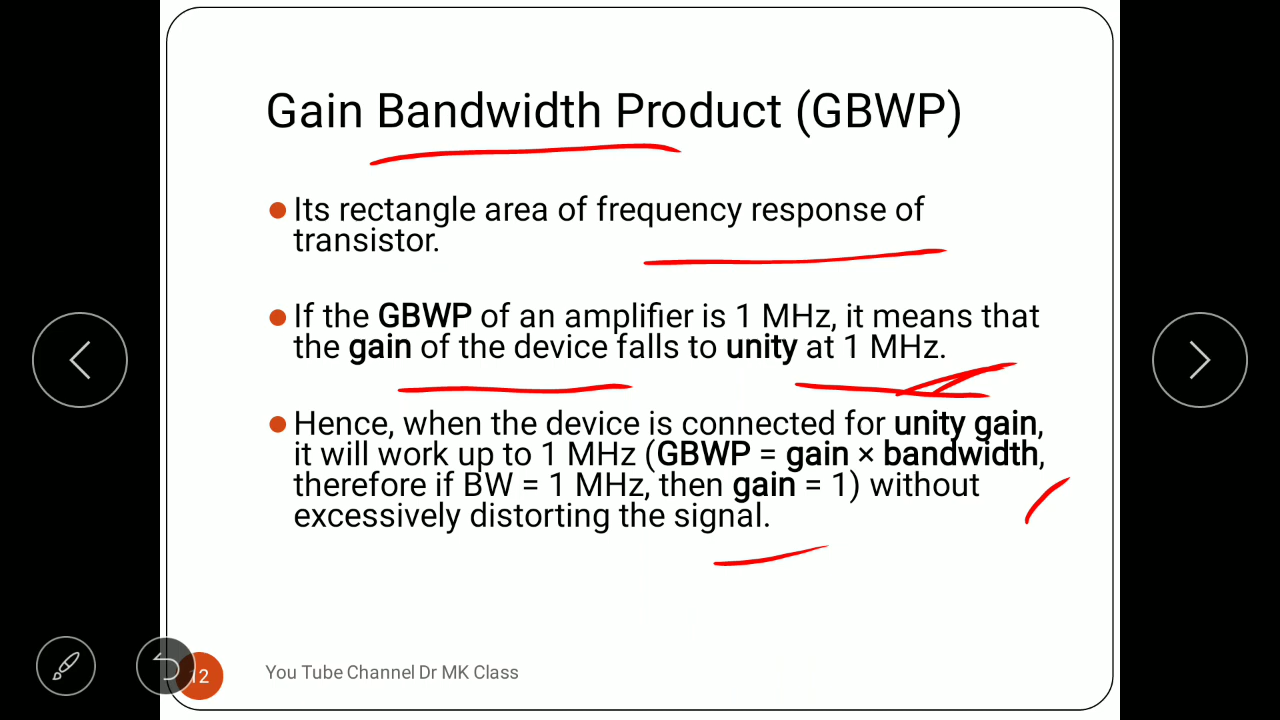 Gain Bandwidth Product (GBWP)
Its rectangle area of frequency response of
transistor.
If the GBWP of an amplifier is 1 MHz, it means that
the gain of the device falls to unity at 1 MHz.
Hence, when the device is connected for unity gain,
it will work up to 1 MHz (GBWP = gain × bandwidth,
therefore if BW = 1 MHz, then gain = 1) without
excessively distorting the signal.
12
You Tube Channel Dr MK Class